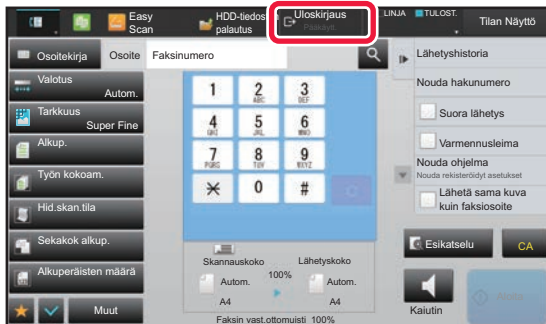 Easy
Scan
HDD-tiedos
palautus
Uloskirjaus
Pääkäytt.
LINJA
TULOST.
Tilan Näyttö
Osoitekirja
Osoite
Faksinumero
Valotus
Autom.
Tarkkuus
Super Fine
Alkup.
Työn kokoam.
Hid.skan.tila
Sekakok alkup.
Alkuperäisten määrä
Muut
1
2
ABC
3
DEF
4
GHI
5
JKL
6
MNO
7
PQRS
8
TUV
9
WXYZ
0
#
Skannauskoko
Lähetyskoko
100%
Autom.
Autom.
A4
A4
Faksin vast.ottomuisti 100%
Lähetyshistoria
Nouda hakunumero
Suora lähetys
Varmennusleima
Nouda ohjelma
Nouda rekisteröidyt asetukset
Lähetä sama kuva
kuin faksiosoite
Esikatselu
CA
Kaiutin